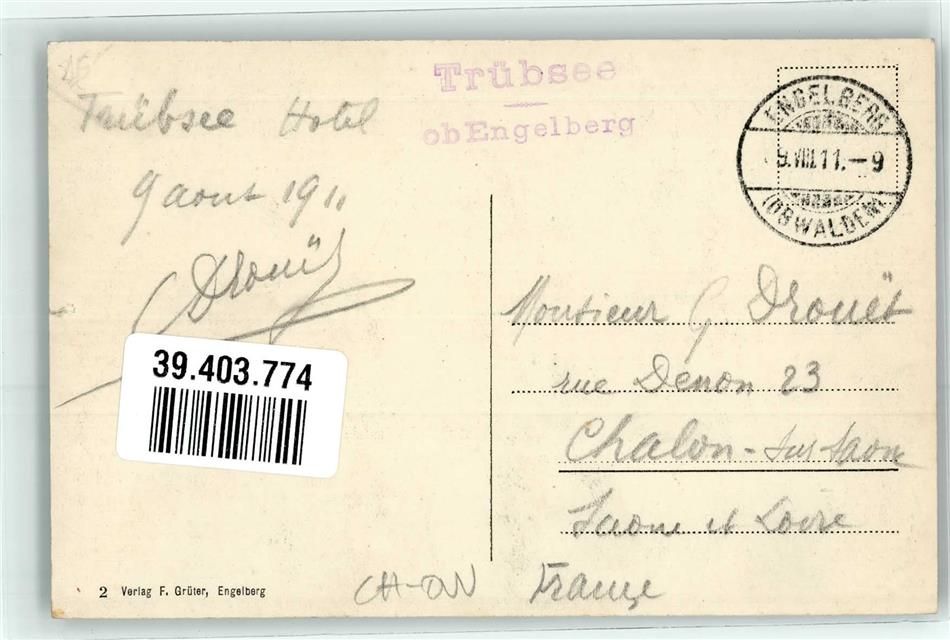 Trübsee
ob Engelberg
ENGELBERG
9.VIII.11.–9
(OBWALDEN)
Trübsee Hotel
9 aout 1911
Drouët
39.403.774
Monsieur G Drouët
rue Denon 23
Chalon-sur Saone
Saone et Loire
France
CH-OW
2 Verlag F. Grüter, Engelberg